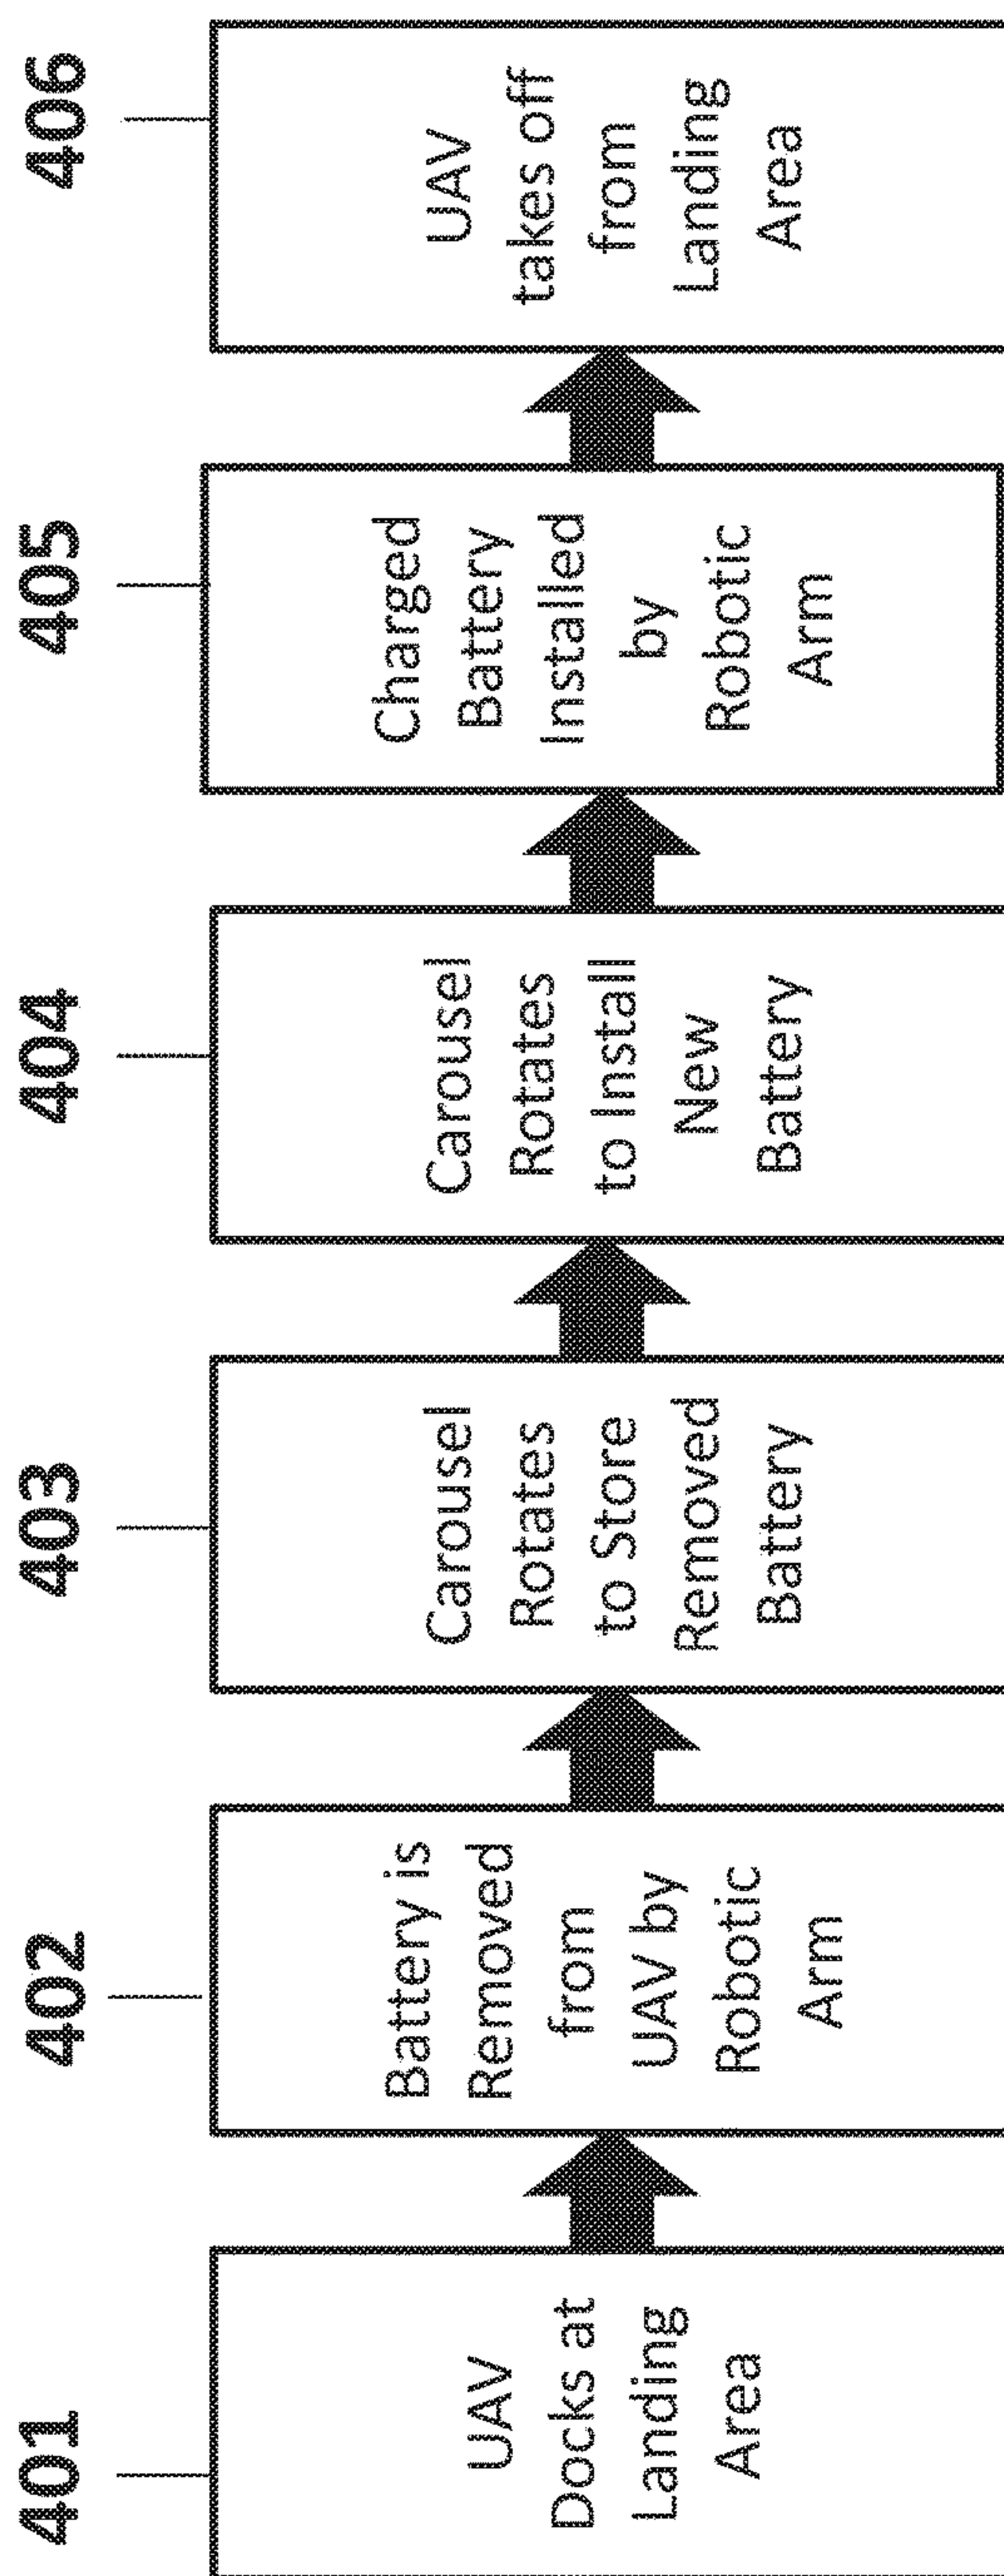 401
UAV
Docks at
Landing
Area
402
Battery is
Removed
from
UAV by
Robotic
Arm
403
Carousel
Rotates
to Store
Removed
Battery
404
Carousel
Rotates
to Install
New
Battery
405
Charged
Battery
Installed
by
Robotic
Arm
406
UAV
takes off
from
Landing
Area